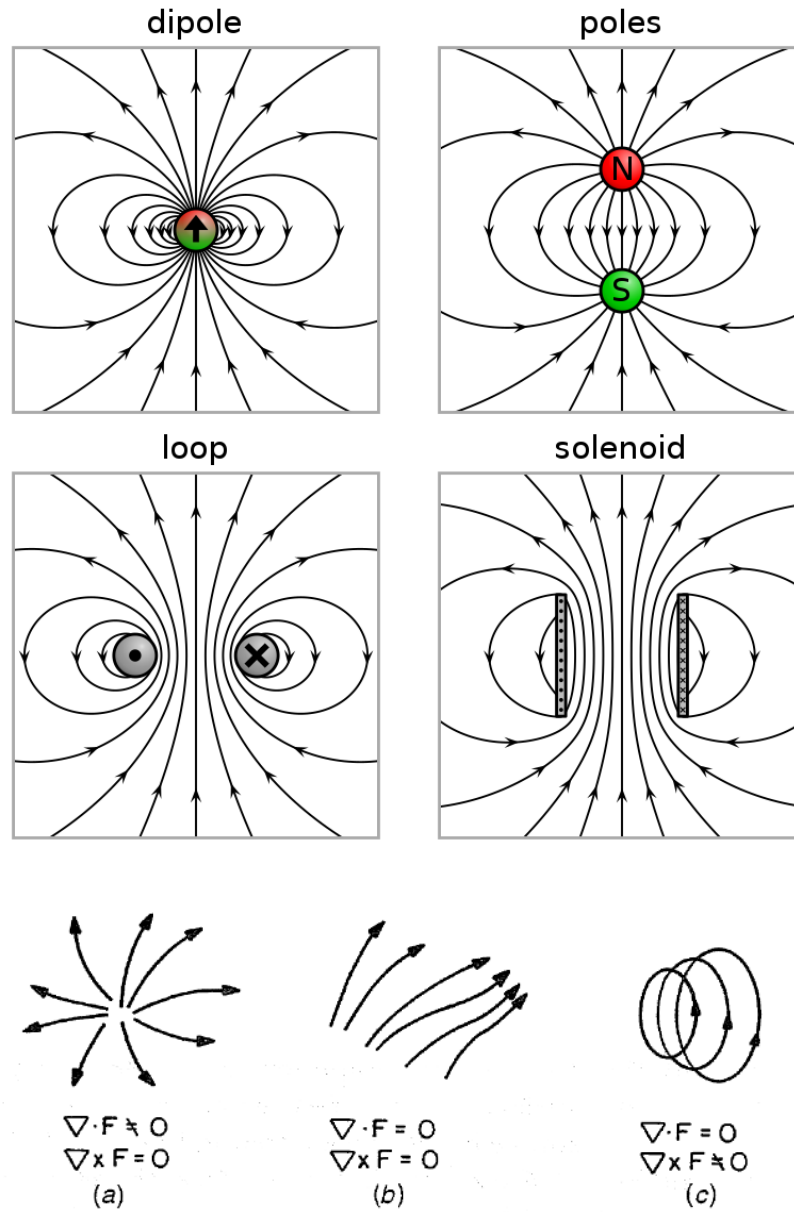 dipole
poles
N
S
loop
solenoid
∇·F ≠ 0
∇×F = 0
(a)
∇·F = 0
∇×F = 0
(b)
∇·F = 0
∇×F ≠ 0
(c)